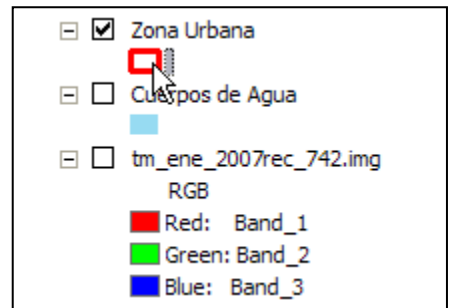 Zona Urbana
Cuerpos de Agua
tm_ene_2007rec_742.img
RGB
Red: Band_1
Green: Band_2
Blue: Band_3